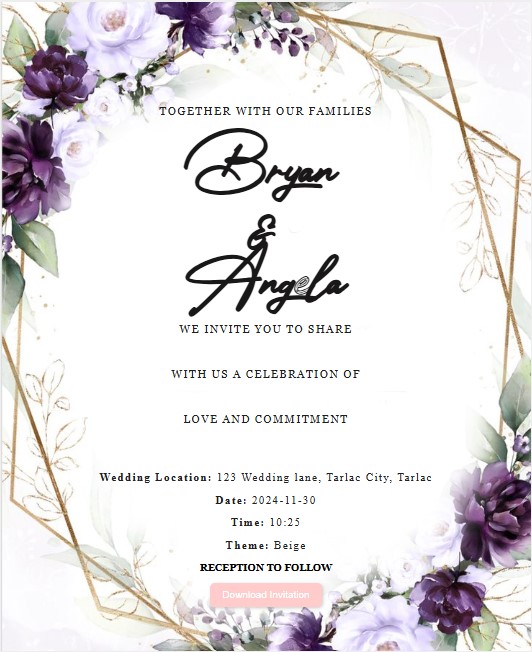 TOGETHER WITH OUR FAMILIES
Bryan
&
Angela
WE INVITE YOU TO SHARE
WITH US A CELEBRATION OF
LOVE AND COMMITMENT
Wedding Location: 123 Wedding lane, Tarlac City, Tarlac
Date: 2024-11-30
Time: 10:25
Theme: Beige
RECEPTION TO FOLLOW
Download Invitation